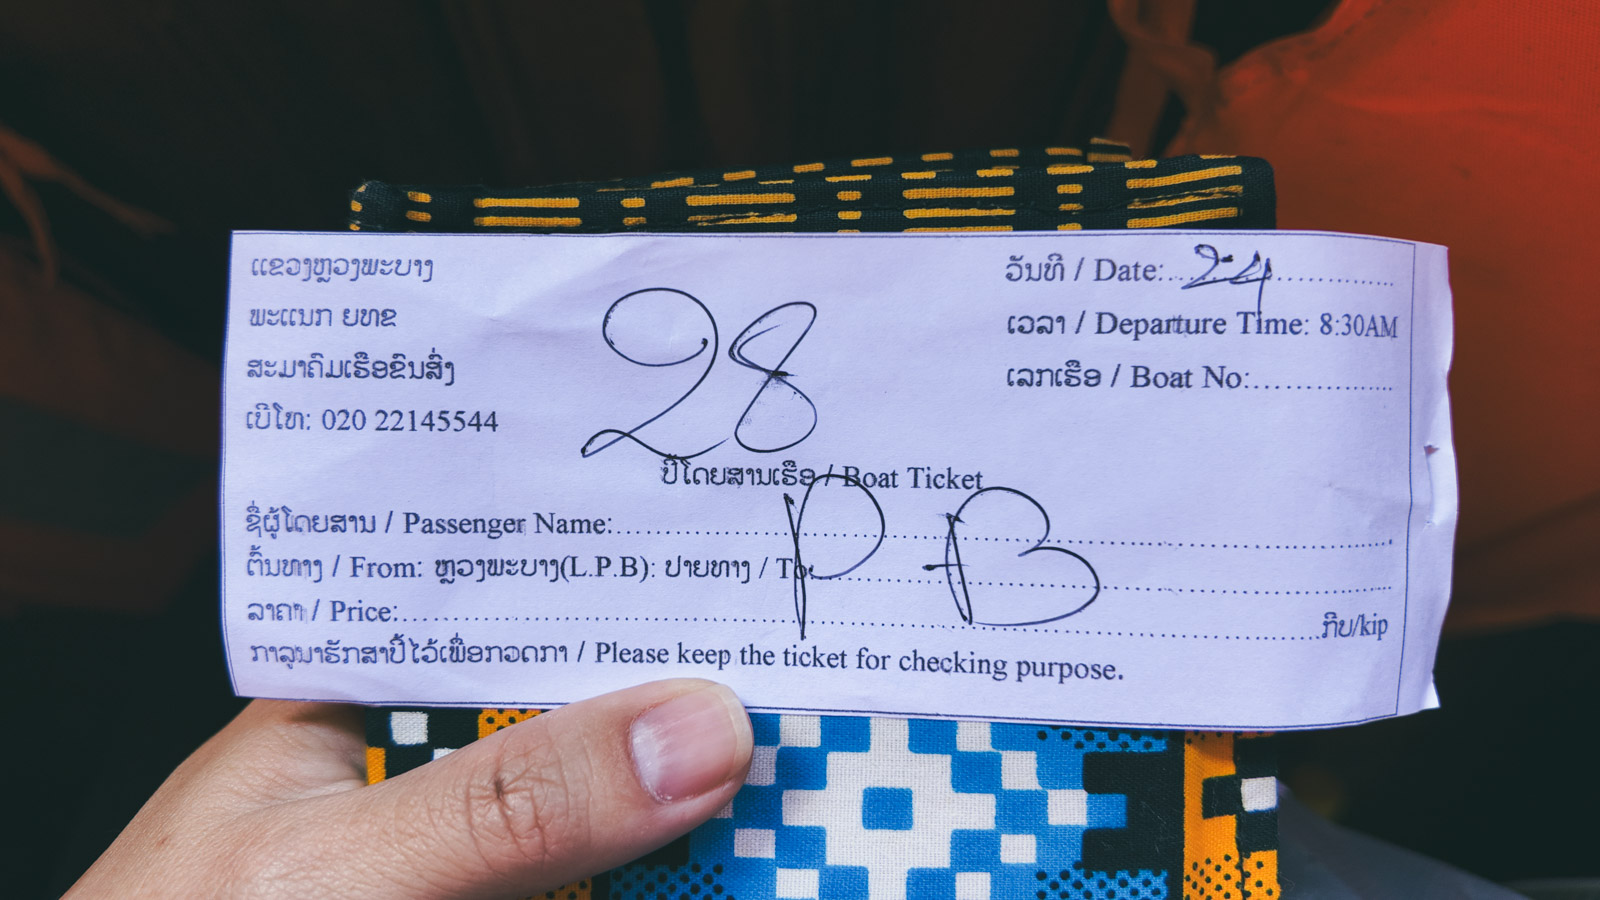 ແຂວງຫຼວງພະບາງ
ພະແນກ ຍທຂ
ສະມາຄົມເຮືອຂົນສົ່ງ
ເບີໂທ: 020 22145544
ວັນທີ / Date: 24
ເວລາ / Departure Time: 8:30AM
ເລກເຮືອ / Boat No:
28
ປີ້ໂດຍສານເຮືອ / Boat Ticket
ຊື່ຜູ້ໂດຍສານ / Passenger Name:
PB
ຕົ້ນທາງ / From: ຫຼວງພະບາງ(L.P.B): ປາຍທາງ / To:
ລາຄາ / Price: ກີບ/kip
ກາລຸນາຮັກສາປີ້ໄວ້ເພື່ອກວດກາ / Please keep the ticket for checking purpose.